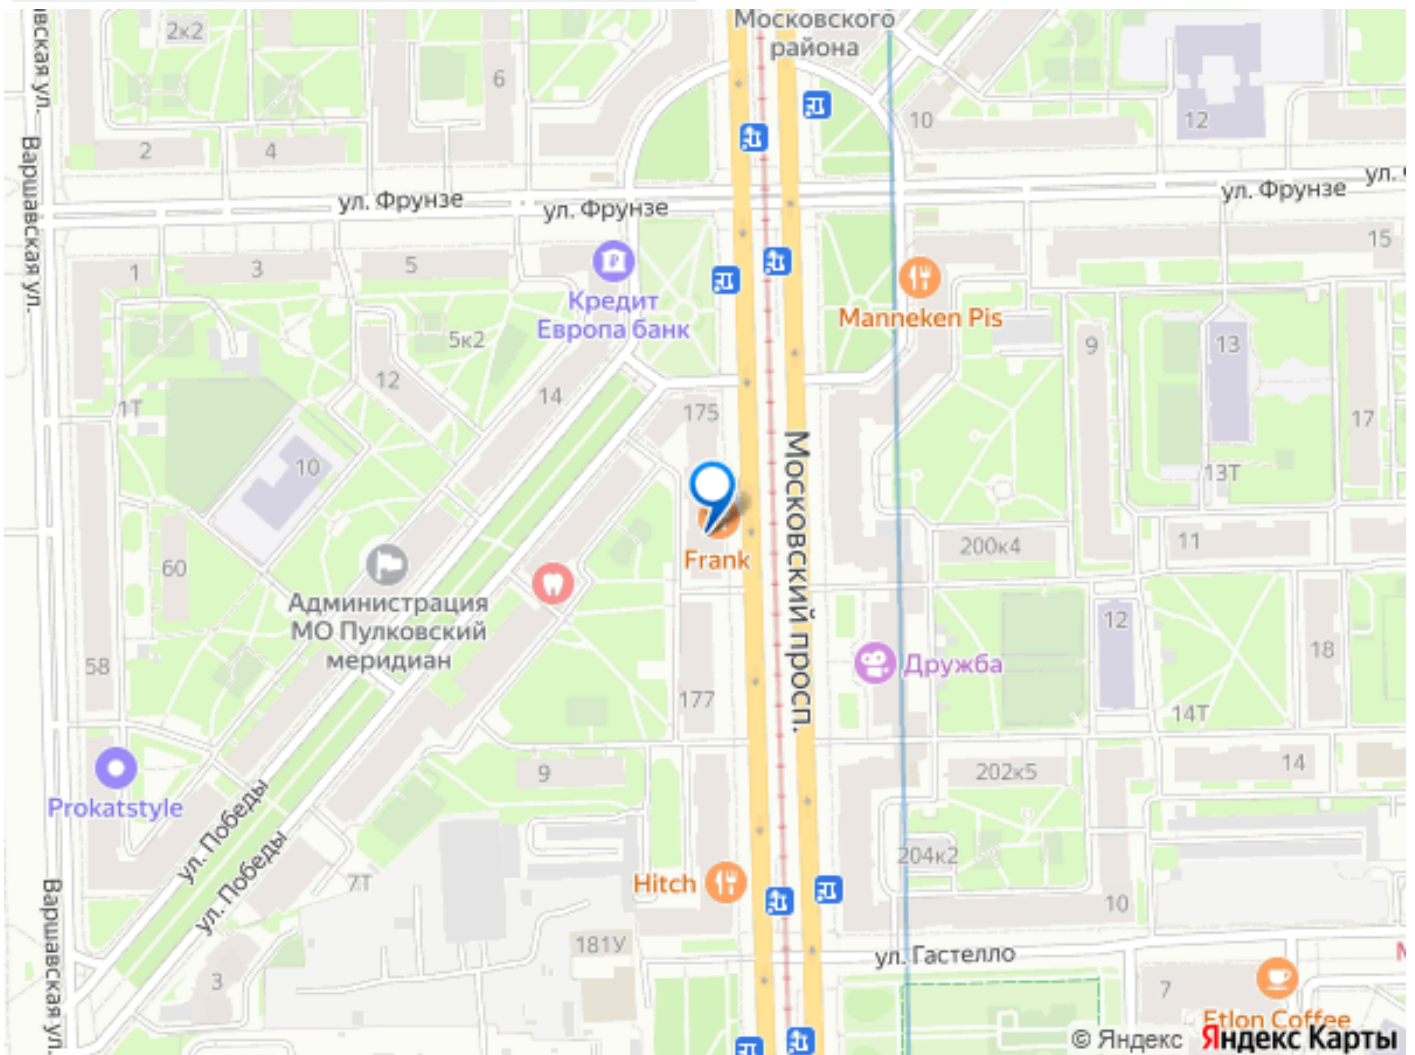 Московского
района
2к2
6
вская ул.
10
12
2
4
Варшавская ул.
ул. Фрунзе
ул. Фрунзе
ул. Фрунзе
ул.
15
1
3
5
Кредит
Европа банк
Manneken Pis
5к2
9
13
12
14
1Т
175
17
10
13Т
Московский просп.
Frank
200к4
11
60
Администрация
МО Пулковский
меридиан
12
18
58
Дружба
177
14Т
9
202к5
14
Prokatstyle
ул. Победы
ул. Победы
204к2
7Т
Hitch
10
Варшавская ул.
181У
ул. Гастелло
3
7
Etlon Coffee
© Яндекс Яндекс Карты